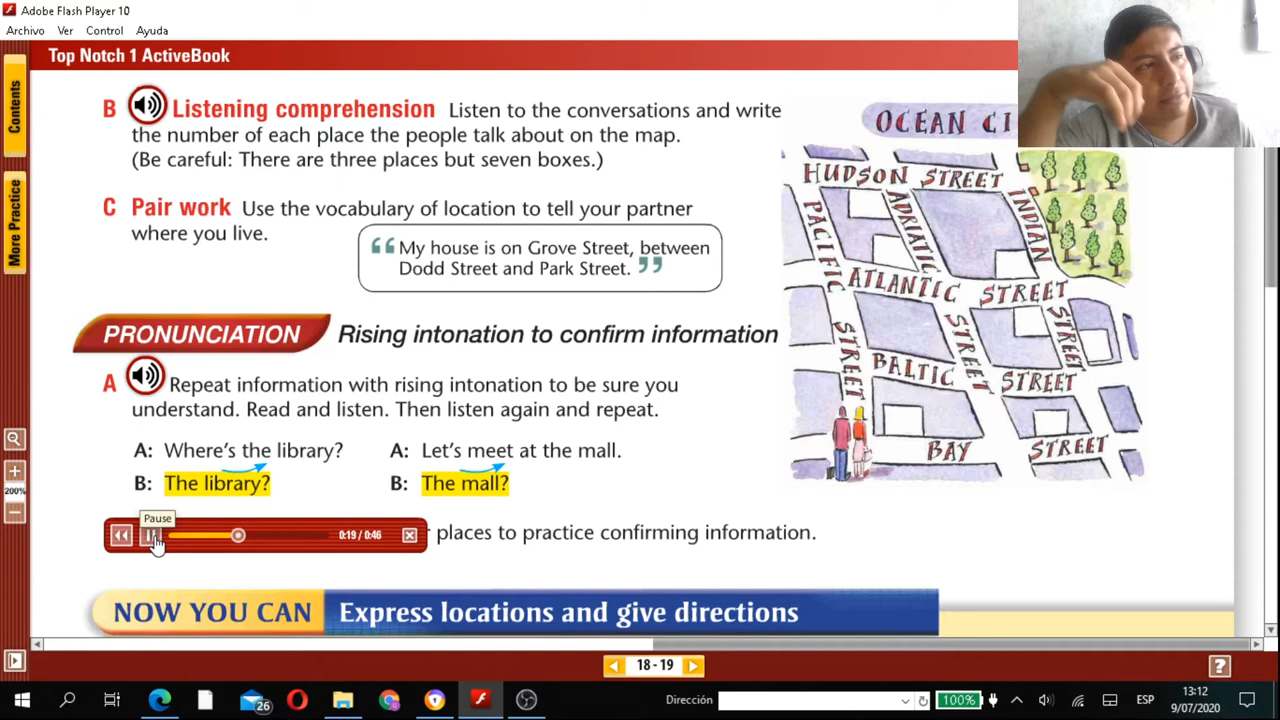 Adobe Flash Player 10
Archivo Ver Control Ayuda
Top Notch 1 ActiveBook
Contents
More Practice
B Listening comprehension Listen to the conversations and write
the number of each place the people talk about on the map.
(Be careful: There are three places but seven boxes.)
C Pair work Use the vocabulary of location to tell your partner
where you live.
“My house is on Grove Street, between
Dodd Street and Park Street.”
OCEAN CI
HUDSON STREET
PACIFIC STREET
ADRIATIC STREET
INDIAN STREET
ATLANTIC STREET
BALTIC STREET
BAY STREET
PRONUNCIATION Rising intonation to confirm information
A Repeat information with rising intonation to be sure you
understand. Read and listen. Then listen again and repeat.
A: Where's the library? A: Let's meet at the mall.
B: The library? B: The mall?
Pause
0:19 / 0:46
places to practice confirming information.
NOW YOU CAN Express locations and give directions
200%
18 - 19
?
26
Dirección
100%
ESP
13:12
9/07/2020